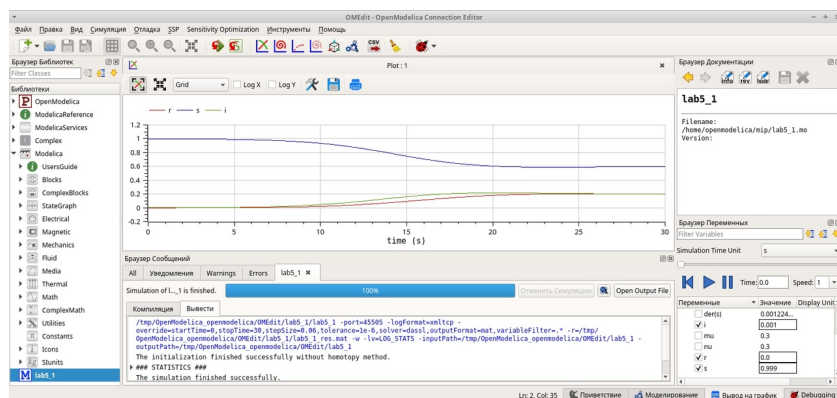 OMEdit - OpenModelica Connection Editor
Файл Правка Вид Симуляция Отладка SSP Sensitivity Optimization Инструменты Помощь
Браузер Библиотек
Filter Classes
Библиотеки
OpenModelica
ModelicaReference
ModelicaServices
Complex
Modelica
UsersGuide
Blocks
ComplexBlocks
StateGraph
Electrical
Magnetic
Mechanics
Fluid
Media
Thermal
Math
ComplexMath
Utilities
Constants
Icons
SIunits
lab5_1
Plot : 1
Grid Log X Log Y
r s i
1.2
1
0.8
0.6
0.4
0.2
0
-0.2
0 5 10 15 20 25 30
time (s)
Браузер Сообщений
All Уведомления Warnings Errors lab5_1
Simulation of l..._1 is finished. 100% Отменить Симуляцию Open Output File
Компиляция Вывести
/tmp/OpenModelica_openmodelica/OMEdit/lab5_1/lab5_1 -port=45505 -logFormat=xmltcp -
override=startTime=0,stopTime=30,stepSize=0.06,tolerance=1e-6,solver=dassl,outputFormat=mat,variableFilter=.* -r=/tmp/
OpenModelica_openmodelica/OMEdit/lab5_1/lab5_1_res.mat -w -lv=LOG_STATS -inputPath=/tmp/OpenModelica_openmodelica/OMEdit/lab5_1 -
outputPath=/tmp/OpenModelica_openmodelica/OMEdit/lab5_1
The initialization finished successfully without homotopy method.
### STATISTICS ###
The simulation finished successfully.
Браузер Документации
lab5_1
Filename:
/home/openmodelica/mip/lab5_1.mo
Version:
Браузер Переменных
Filter Variables
Simulation Time Unit s
Time: 0.0 Speed: 1
Переменные Значение Display Unit
der(s) 0.001224...
i 0.001
mu 0.3
nu 0.3
r 0.0
s 0.999
Ln: 2, Col: 35 Приветствие Моделирование Вывод на график Debugging